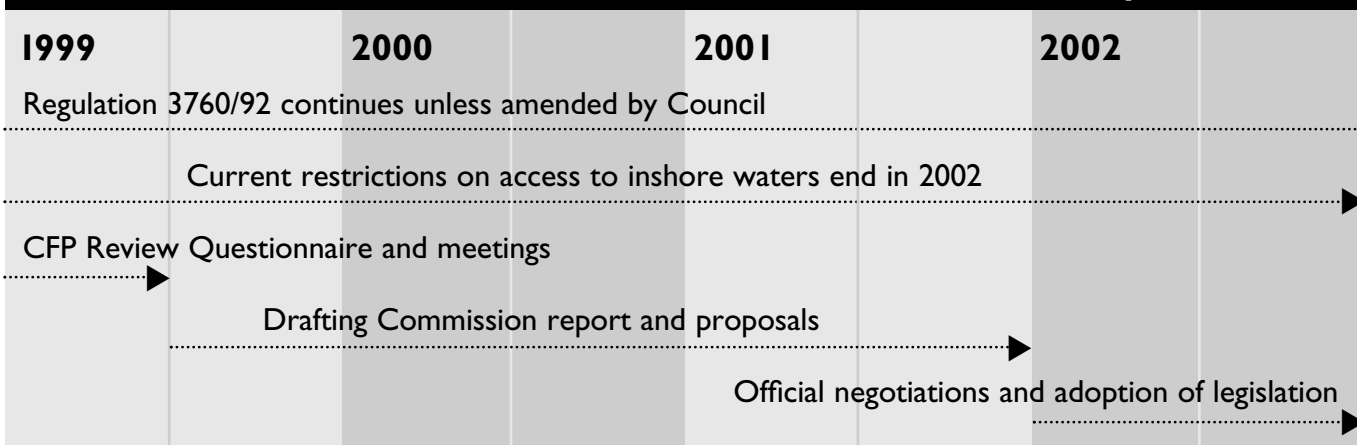 1999 2000 2001 2002
Regulation 3760/92 continues unless amended by Council
Current restrictions on access to inshore waters end in 2002
CFP Review Questionnaire and meetings
Drafting Commission report and proposals
Official negotiations and adoption of legislation